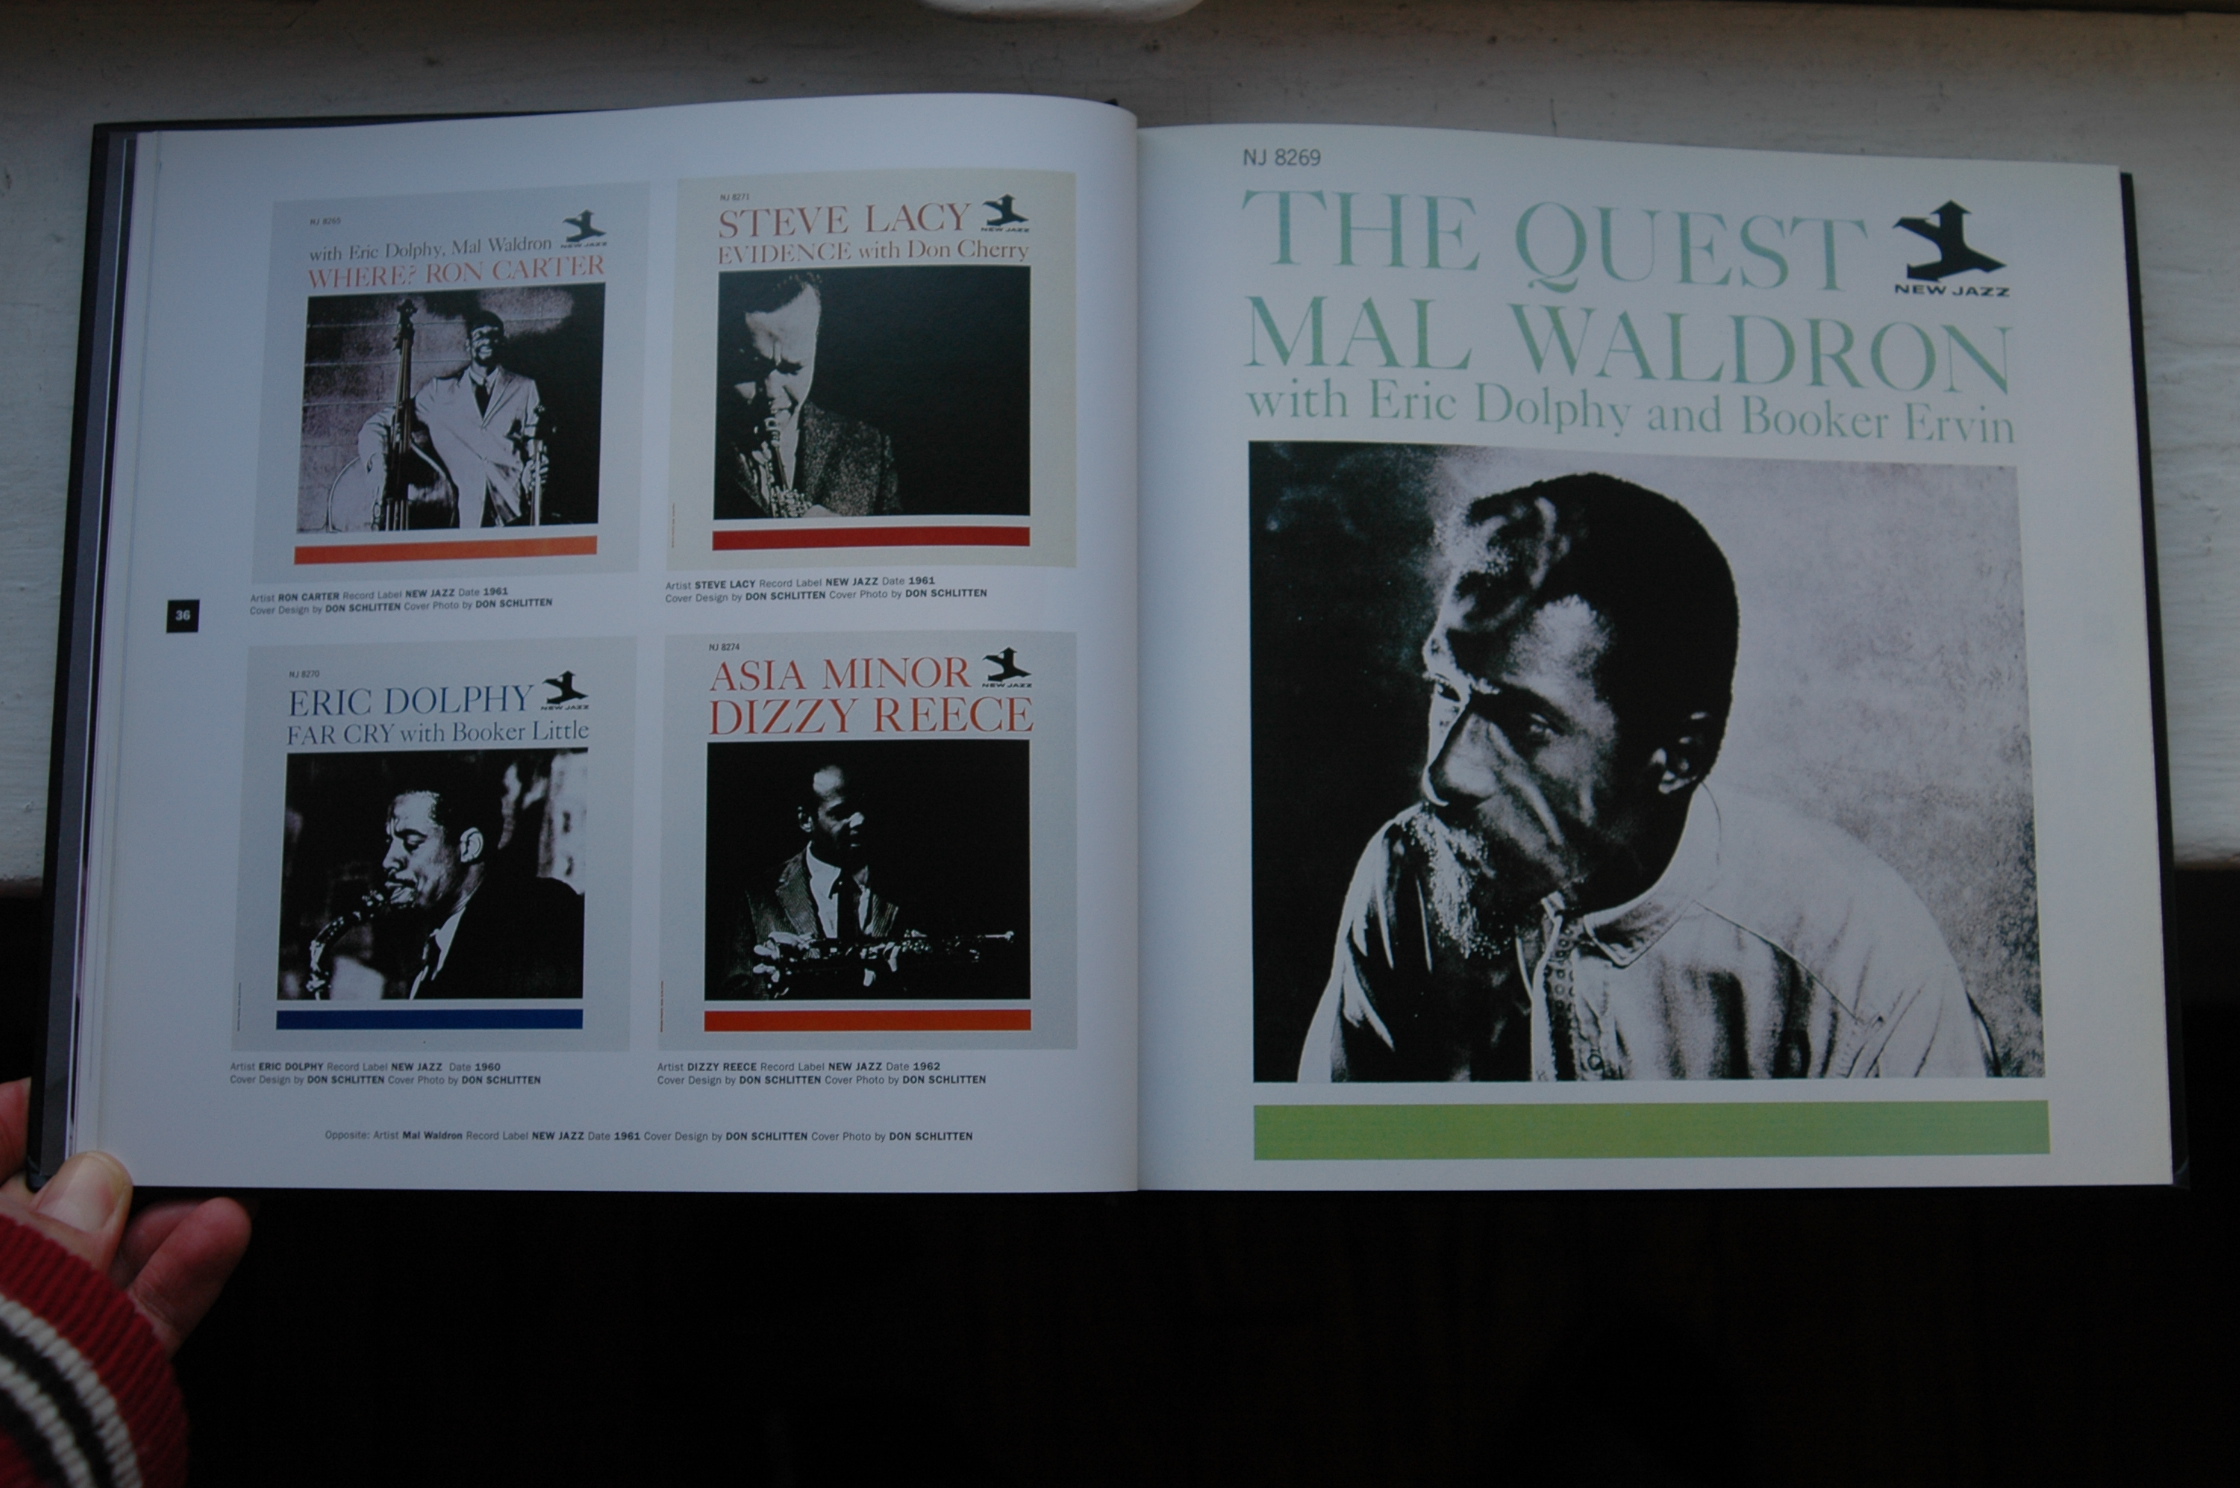 NJ 8265
with Eric Dolphy, Mal Waldron
NEW JAZZ
WHERE? RON CARTER
Artist RON CARTER Record Label NEW JAZZ Date 1961
Cover Design by DON SCHLITTEN Cover Photo by DON SCHLITTEN
NJ 8271
STEVE LACY
NEW JAZZ
EVIDENCE with Don Cherry
Artist STEVE LACY Record Label NEW JAZZ Date 1961
Cover Design by DON SCHLITTEN Cover Photo by DON SCHLITTEN
36
NJ 8270
ERIC DOLPHY
NEW JAZZ
FAR CRY with Booker Little
Artist ERIC DOLPHY Record Label NEW JAZZ Date 1960
Cover Design by DON SCHLITTEN Cover Photo by DON SCHLITTEN
NJ 8274
ASIA MINOR
NEW JAZZ
DIZZY REECE
Artist DIZZY REECE Record Label NEW JAZZ Date 1962
Cover Design by DON SCHLITTEN Cover Photo by DON SCHLITTEN
Opposite: Artist Mal Waldron Record Label NEW JAZZ Date 1961 Cover Design by DON SCHLITTEN Cover Photo by DON SCHLITTEN
NJ 8269
THE QUEST
NEW JAZZ
MAL WALDRON
with Eric Dolphy and Booker Ervin